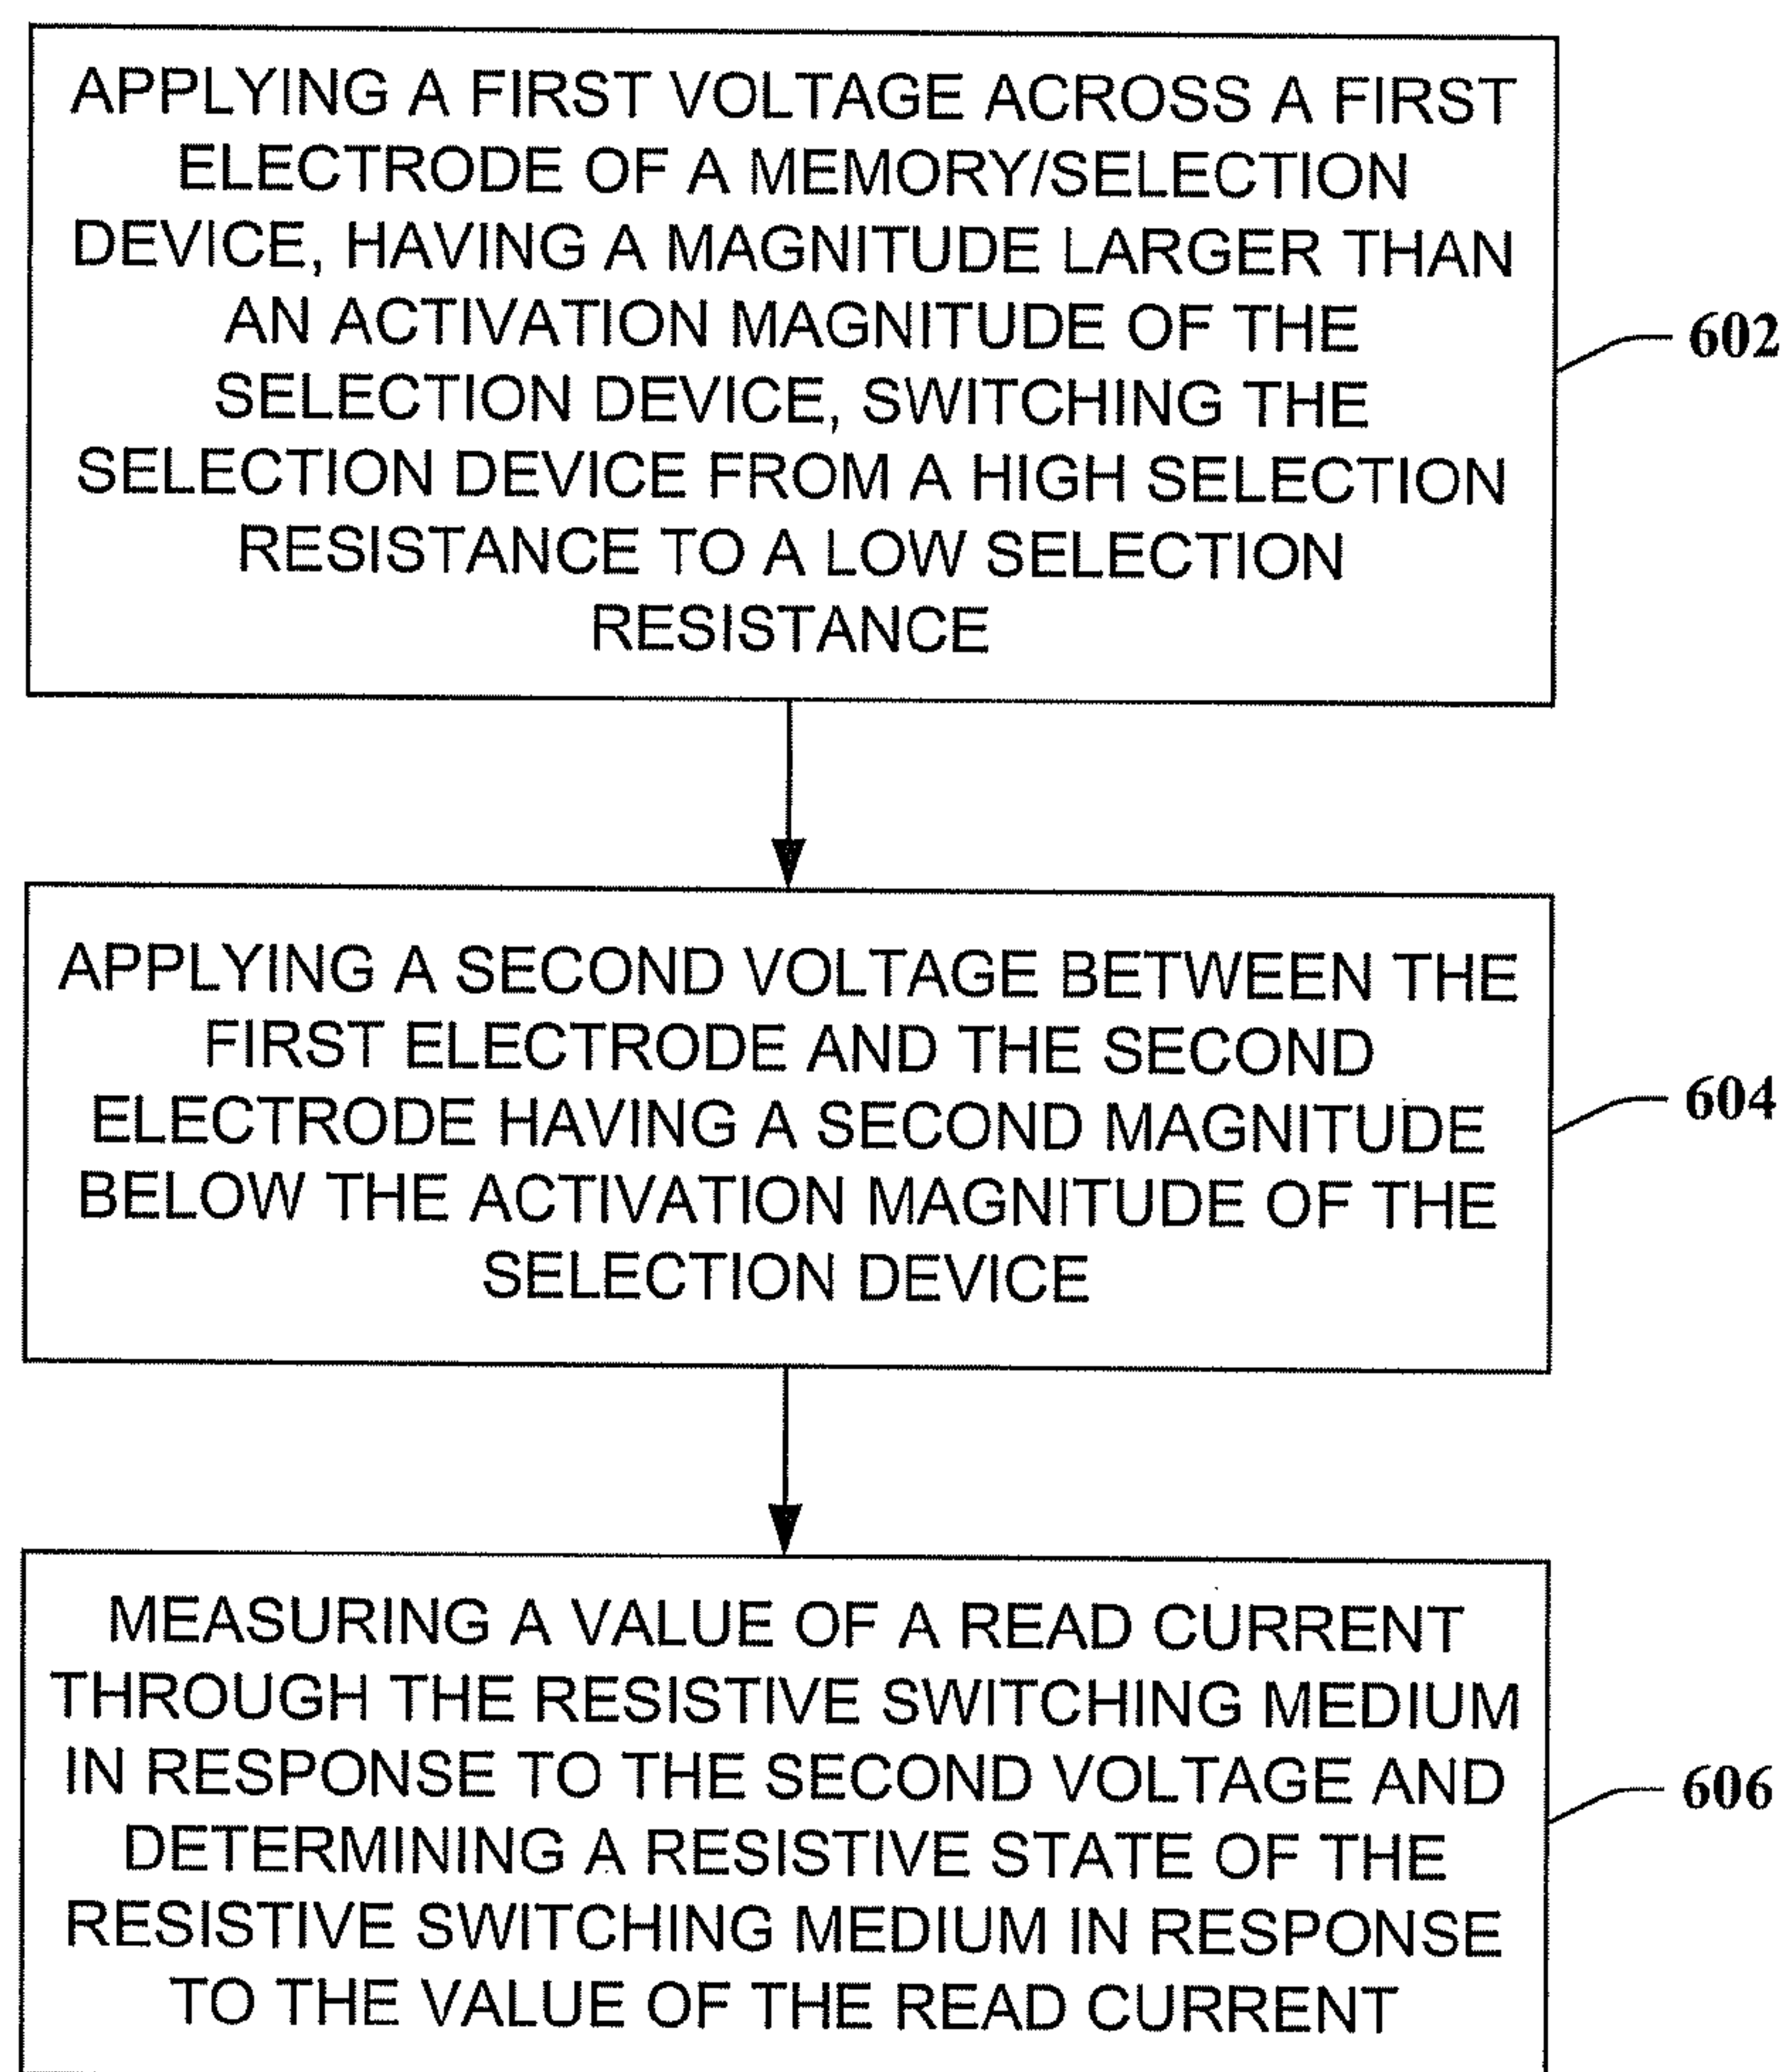 APPLYING A FIRST VOLTAGE ACROSS A FIRST
ELECTRODE OF A MEMORY/SELECTION
DEVICE, HAVING A MAGNITUDE LARGER THAN
AN ACTIVATION MAGNITUDE OF THE
SELECTION DEVICE, SWITCHING THE
SELECTION DEVICE FROM A HIGH SELECTION
RESISTANCE TO A LOW SELECTION
RESISTANCE
602
APPLYING A SECOND VOLTAGE BETWEEN THE
FIRST ELECTRODE AND THE SECOND
ELECTRODE HAVING A SECOND MAGNITUDE
BELOW THE ACTIVATION MAGNITUDE OF THE
SELECTION DEVICE
604
MEASURING A VALUE OF A READ CURRENT
THROUGH THE RESISTIVE SWITCHING MEDIUM
IN RESPONSE TO THE SECOND VOLTAGE AND
DETERMINING A RESISTIVE STATE OF THE
RESISTIVE SWITCHING MEDIUM IN RESPONSE
TO THE VALUE OF THE READ CURRENT
606